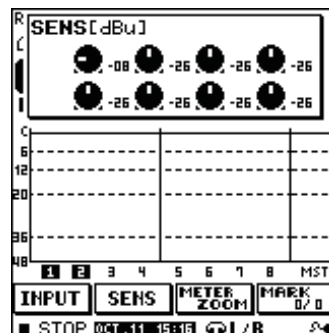 R
SENS[dBu]
-08 -26 -26 -26
-26 -26 -26 -26
0
6
12
20
36
48
1 2 3 4 5 6 7 8 MST
INPUT SENS METER ZOOM MARK 0/0
STOP OCT.11 15:16 L/R